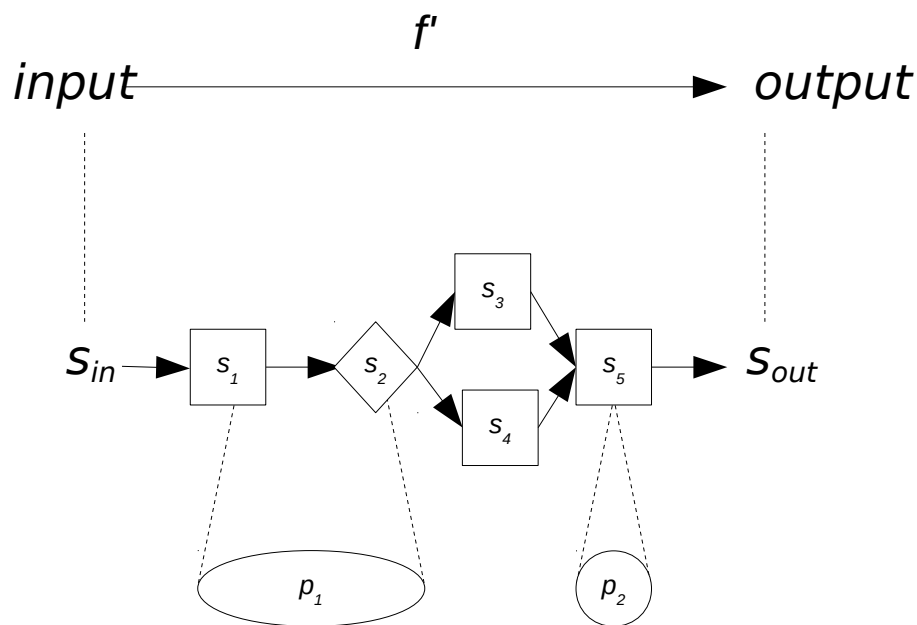 f'
input output
s_in s_1 s_2 s_3 s_4 s_5 s_out
p_1 p_2